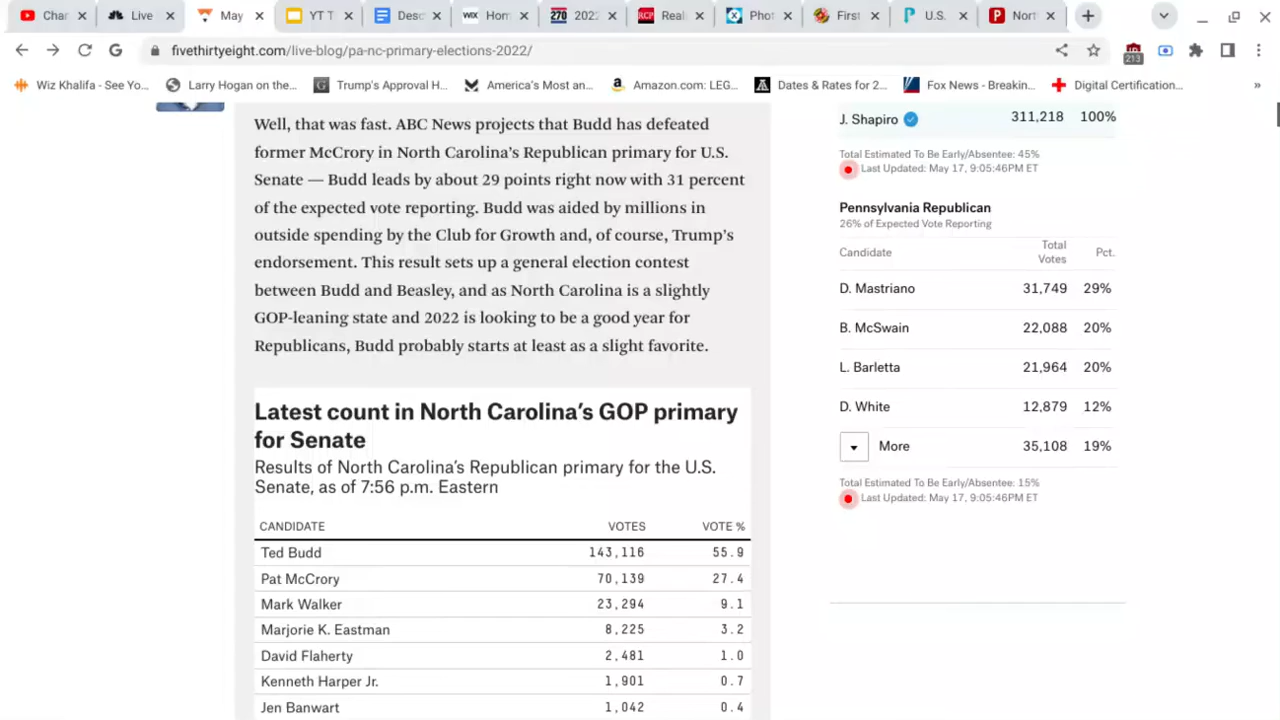 Char
Live
May
YT T
Desc
WiX Hom
270 2022
RCP Real
Phot
First
U.S.
Nort
fivethirtyeight.com/live-blog/pa-nc-primary-elections-2022/
213
Wiz Khalifa - See Yo...
Larry Hogan on the...
Trump's Approval H...
America's Most an...
Amazon.com: LEG...
Dates & Rates for 2...
Fox News - Breakin...
Digital Certification...
»
Well, that was fast. ABC News projects that Budd has defeated
former McCrory in North Carolina's Republican primary for U.S.
Senate — Budd leads by about 29 points right now with 31 percent
of the expected vote reporting. Budd was aided by millions in
outside spending by the Club for Growth and, of course, Trump's
endorsement. This result sets up a general election contest
between Budd and Beasley, and as North Carolina is a slightly
GOP-leaning state and 2022 is looking to be a good year for
Republicans, Budd probably starts at least as a slight favorite.
Latest count in North Carolina's GOP primary
for Senate
Results of North Carolina's Republican primary for the U.S.
Senate, as of 7:56 p.m. Eastern
CANDIDATE VOTES VOTE %
Ted Budd 143,116 55.9
Pat McCrory 70,139 27.4
Mark Walker 23,294 9.1
Marjorie K. Eastman 8,225 3.2
David Flaherty 2,481 1.0
Kenneth Harper Jr. 1,901 0.7
Jen Banwart 1,042 0.4
J. Shapiro 311,218 100%
Total Estimated To Be Early/Absentee: 45%
Last Updated: May 17, 9:05:46PM ET
Pennsylvania Republican
26% of Expected Vote Reporting
Candidate Total Votes Pct.
D. Mastriano 31,749 29%
B. McSwain 22,088 20%
L. Barletta 21,964 20%
D. White 12,879 12%
More 35,108 19%
Total Estimated To Be Early/Absentee: 15%
Last Updated: May 17, 9:05:46PM ET